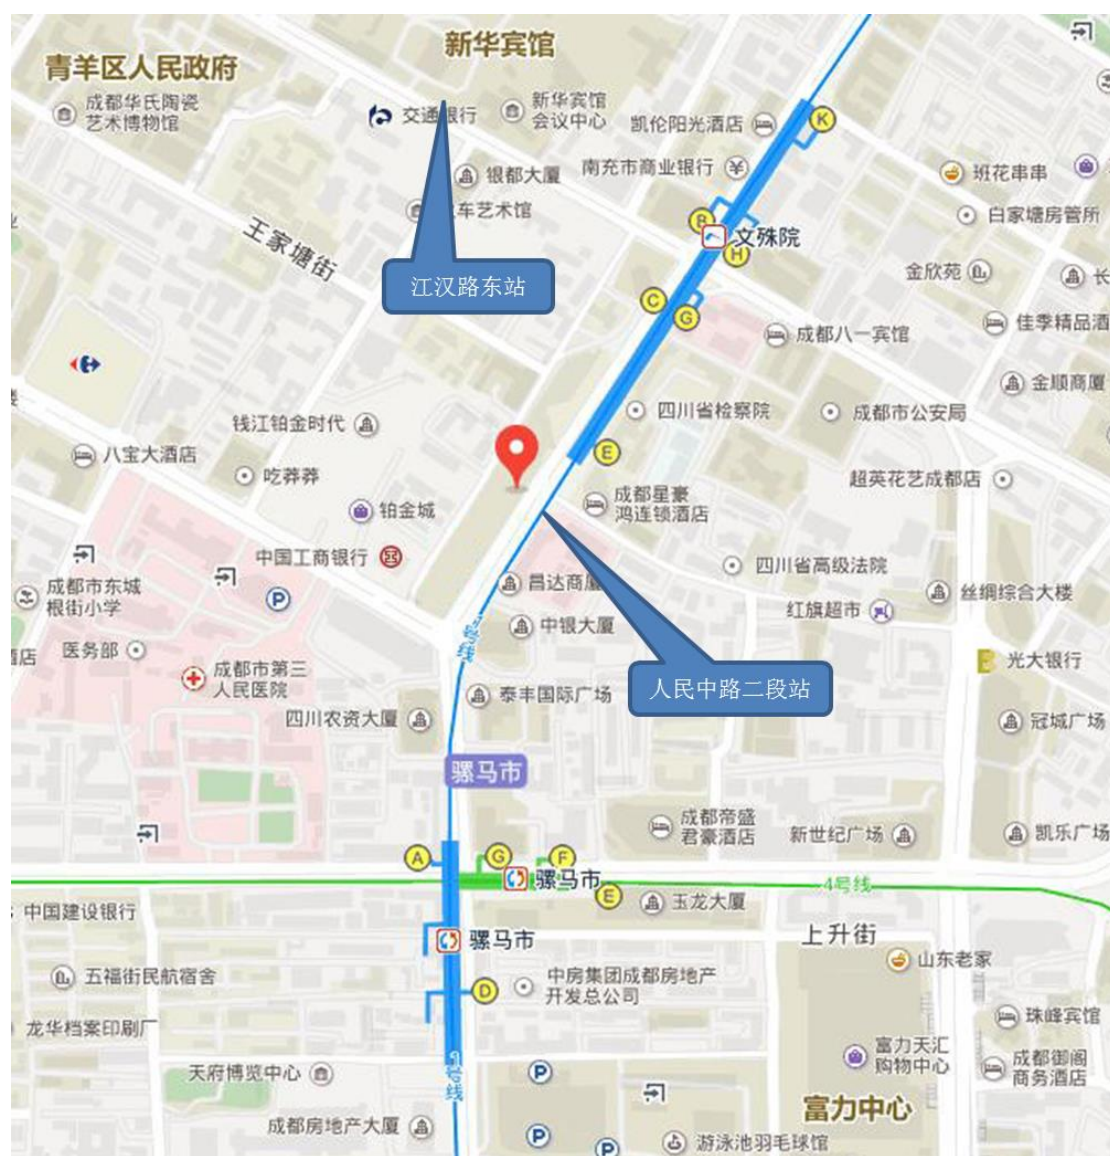 新华宾馆
青羊区人民政府
成都华氏陶瓷
艺术博物馆
交通银行
新华宾馆
会议中心
凯伦阳光酒店
K
银都大厦
南充市商业银行
班花串串
车艺术馆
B
文殊院
H
白家塘房管所
王家塘街
江汉路东站
金欣苑
长
C
G
成都八一宾馆
佳季精品酒
金顺商厦
钱江铂金时代
四川省检察院
成都市公安局
八宝大酒店
E
吃莽莽
成都星豪
鸿连锁酒店
超英花艺成都店
铂金城
中国工商银行
四川省高级法院
成都市东城
根街小学
P
昌达商厦
红旗超市
丝绸综合大楼
1号线
中银大厦
酒店
医务部
光大银行
成都市第三
人民医院
泰丰国际广场
人民中路二段站
四川农资大厦
冠城广场
骡马市
成都帝盛
君豪酒店
新世纪广场
凯乐广场
A
G
F
骡马市
4号线
E
玉龙大厦
中国建设银行
骡马市
上升街
山东老家
五福街民航宿舍
D
中房集团成都房地产
开发总公司
龙华档案印刷厂
珠峰宾馆
富力天汇
购物中心
天府博览中心
1号线
P
成都御阁
商务酒店
富力中心
成都房地产大厦
P
P
游泳池羽毛球馆